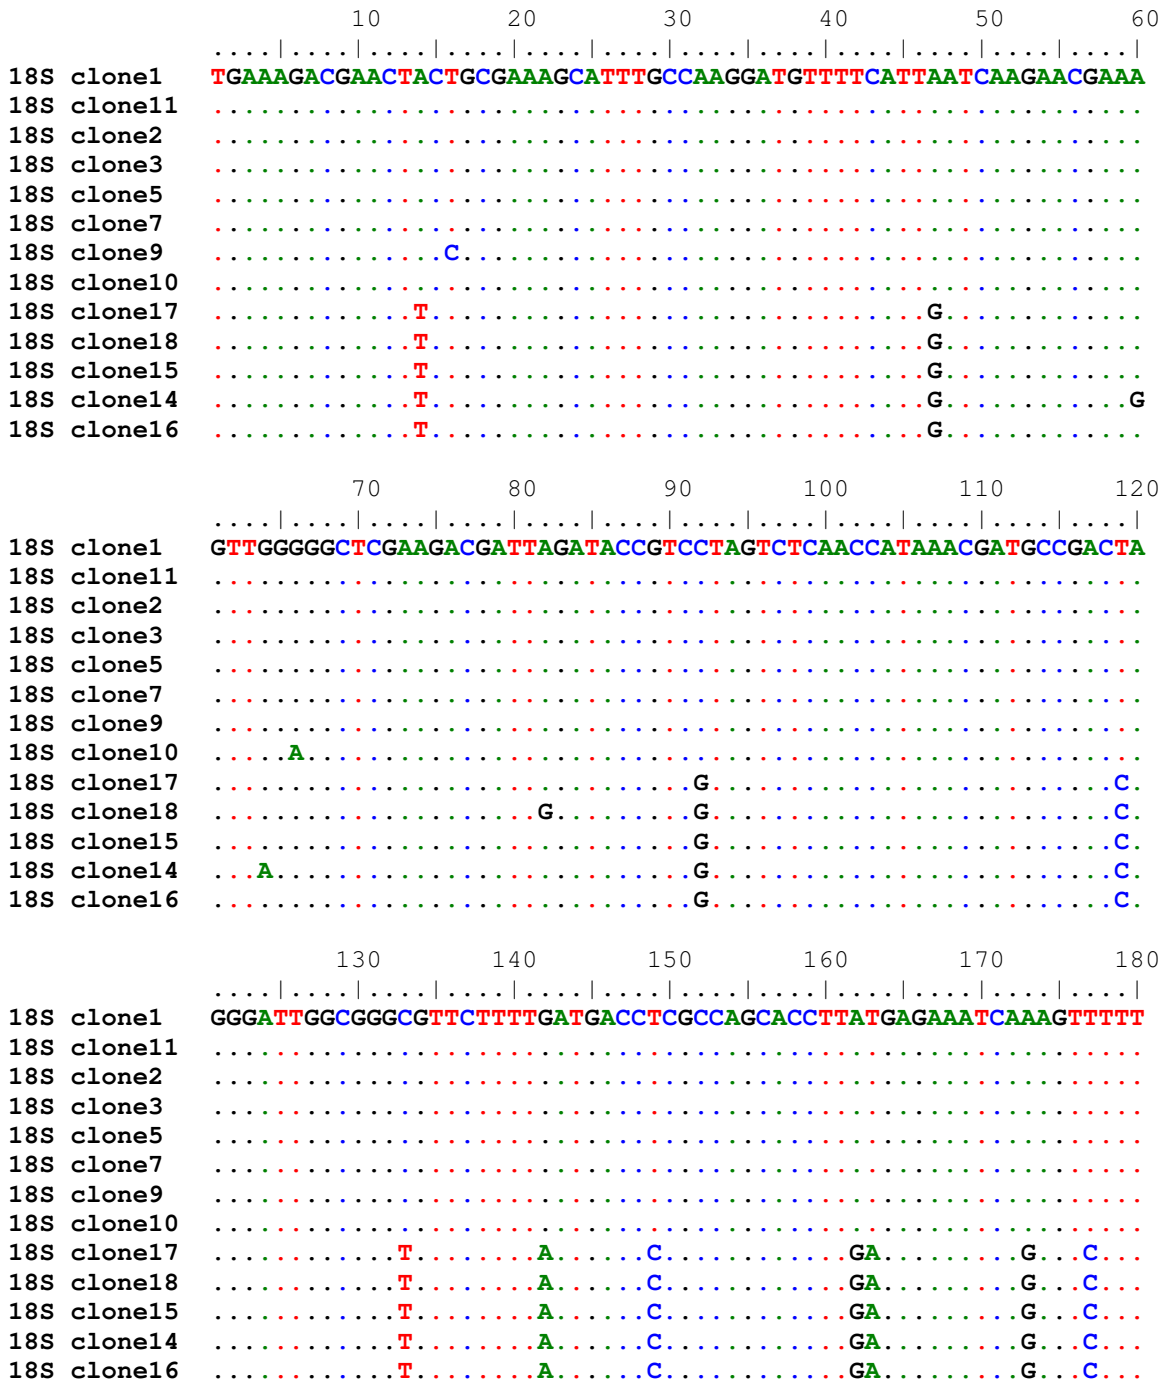 10 20 30 40 50 60
....|....|....|....|....|....|....|....|....|....|....|....|
18S clone1 TGAAAGACGAACTACTGCGAAAGCATTTGCCAAGGATGTTTTCATTAATCAAGAACGAAA
18S clone11 ............................................................
18S clone2 ............................................................
18S clone3 ............................................................
18S clone5 ............................................................
18S clone7 ............................................................
18S clone9 ...............C............................................
18S clone10 ............................................................
18S clone17 .............T................................G.............
18S clone18 .............T................................G.............
18S clone15 .............T................................G.............
18S clone14 .............T................................G............G
18S clone16 .............T................................G.............
70 80 90 100 110 120
....|....|....|....|....|....|....|....|....|....|....|....|
18S clone1 GTTGGGGGCTCGAAGACGATTAGATACCGTCCTAGTCTCAACCATAAACGATGCCGACTA
18S clone11 ............................................................
18S clone2 ............................................................
18S clone3 ............................................................
18S clone5 ............................................................
18S clone7 ............................................................
18S clone9 ............................................................
18S clone10 .....A......................................................
18S clone17 ...............................G..........................C.
18S clone18 .....................G.........G..........................C.
18S clone15 ...............................G..........................C.
18S clone14 ...A...........................G..........................C.
18S clone16 ...............................G..........................C.
130 140 150 160 170 180
....|....|....|....|....|....|....|....|....|....|....|....|
18S clone1 GGGATTGGCGGGCGTTCTTTTGATGACCTCGCCAGCACCTTATGAGAAATCAAAGTTTTT
18S clone11 ............................................................
18S clone2 ............................................................
18S clone3 ............................................................
18S clone5 ............................................................
18S clone7 ............................................................
18S clone9 ............................................................
18S clone10 ............................................................
18S clone17 ............T........A......C............GA.........G...C...
18S clone18 ............T........A......C............GA.........G...C...
18S clone15 ............T........A......C............GA.........G...C...
18S clone14 ............T........A......C............GA.........G...C...
18S clone16 ............T........A......C............GA.........G...C...